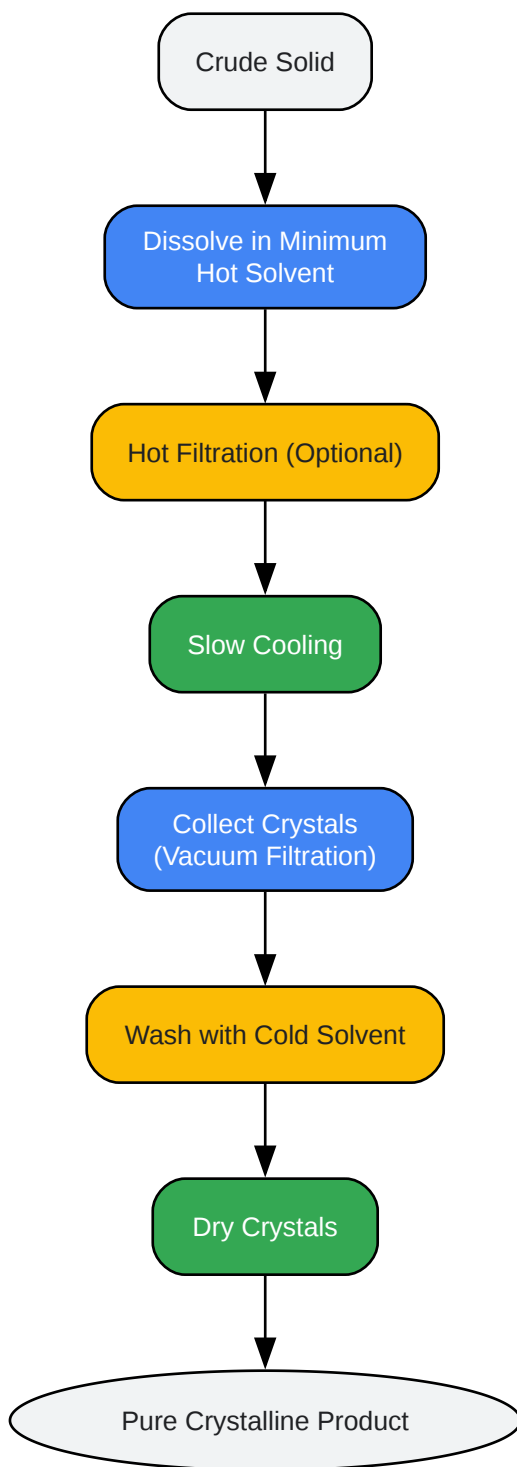 Crude Solid
Dissolve in Minimum
Hot Solvent
Hot Filtration (Optional)
Slow Cooling
Collect Crystals
(Vacuum Filtration)
Wash with Cold Solvent
Dry Crystals
Pure Crystalline Product